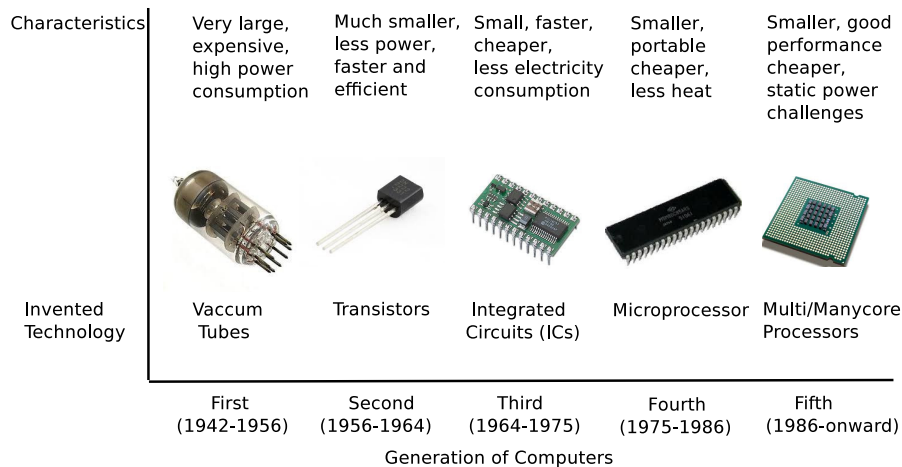 Characteristics
Very large,
expensive,
high power
consumption
Much smaller,
less power,
faster and
efficient
Small, faster,
cheaper,
less electricity
consumption
Smaller,
portable
cheaper,
less heat
Smaller, good
performance
cheaper,
static power
challenges
Invented
Technology
Vaccum
Tubes
Transistors
Integrated
Circuits (ICs)
Microprocessor
Multi/Manycore
Processors
First
(1942-1956)
Second
(1956-1964)
Third
(1964-1975)
Fourth
(1975-1986)
Fifth
(1986-onward)
Generation of Computers